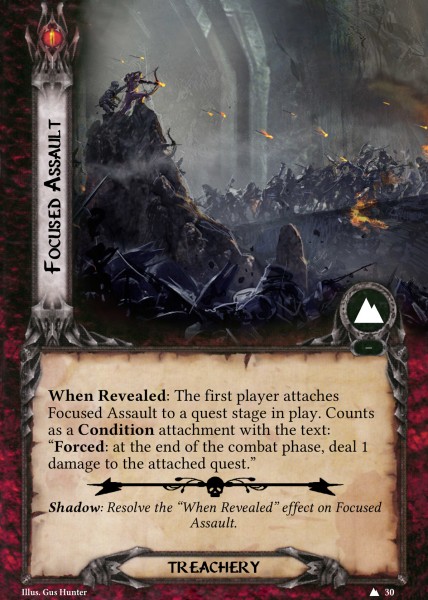 FOCUSED ASSAULT
When Revealed: The first player attaches
Focused Assault to a quest stage in play. Counts
as a Condition attachment with the text:
“Forced: at the end of the combat phase, deal 1
damage to the attached quest.”
Shadow: Resolve the “When Revealed” effect on Focused
Assault.
TREACHERY
Illus. Gus Hunter
30